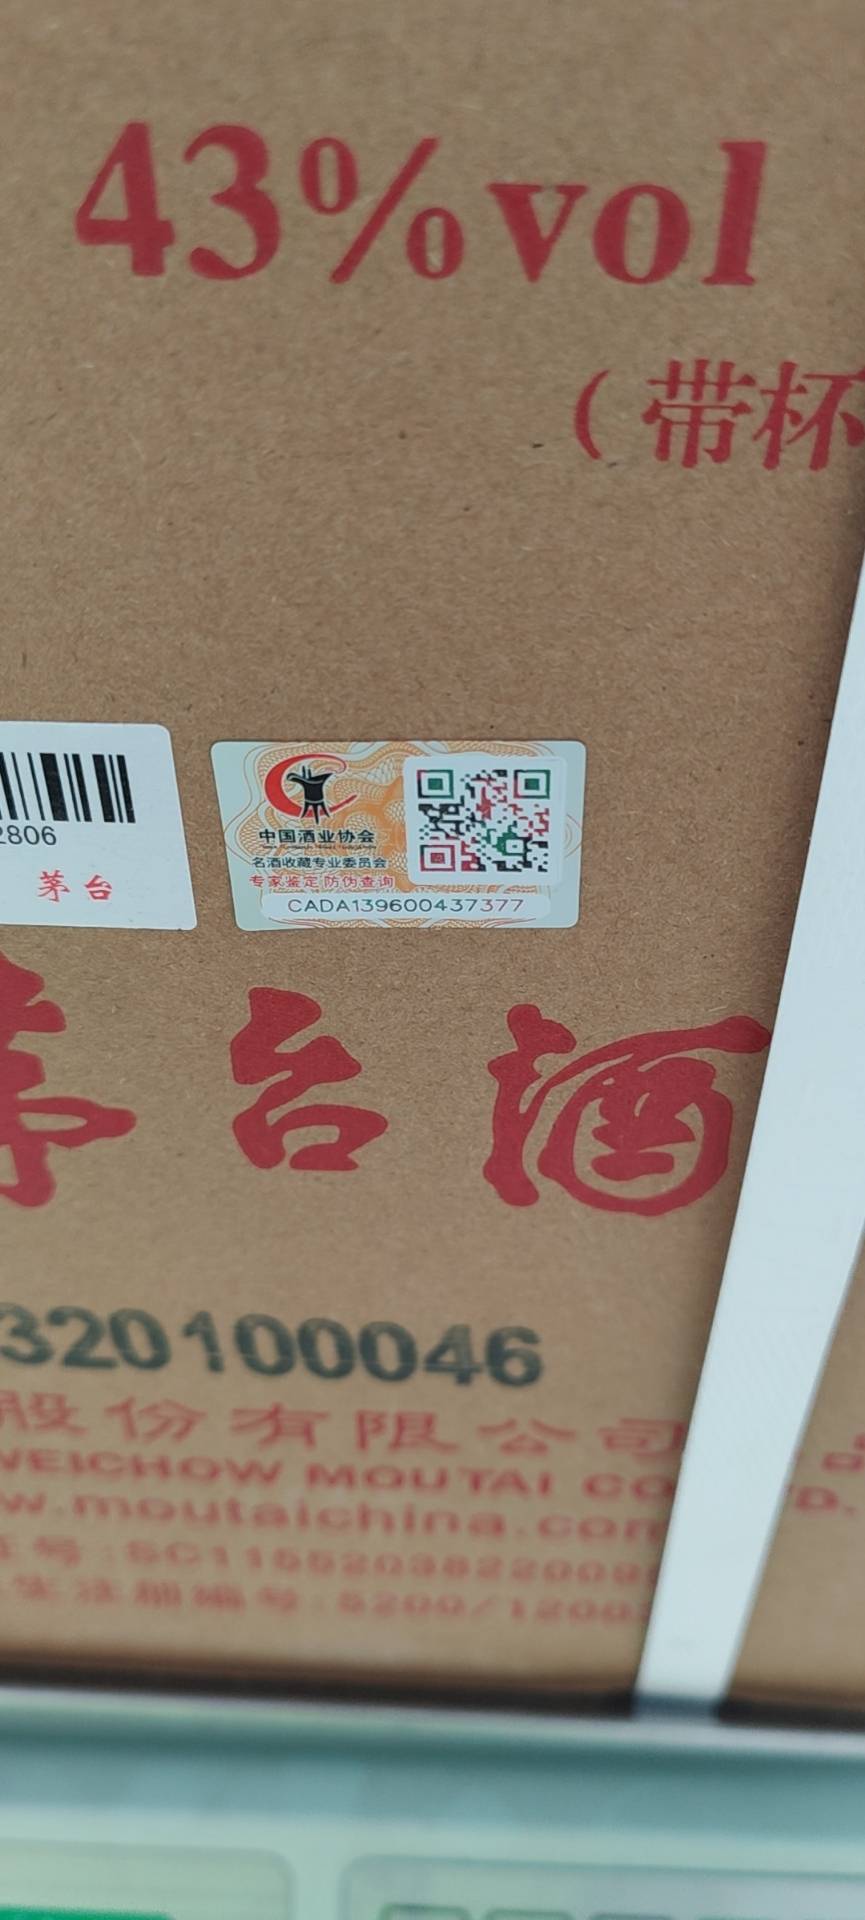 43%vol
（带杯
2806
茅台
中国酒业协会
名酒收藏专业委员会
专家鉴定 防伪查询
CADA139600437377
茅台酒
320100046
股份有限公司
WEICHOW MOUTAI CO
TD.
w.moutaichina.com